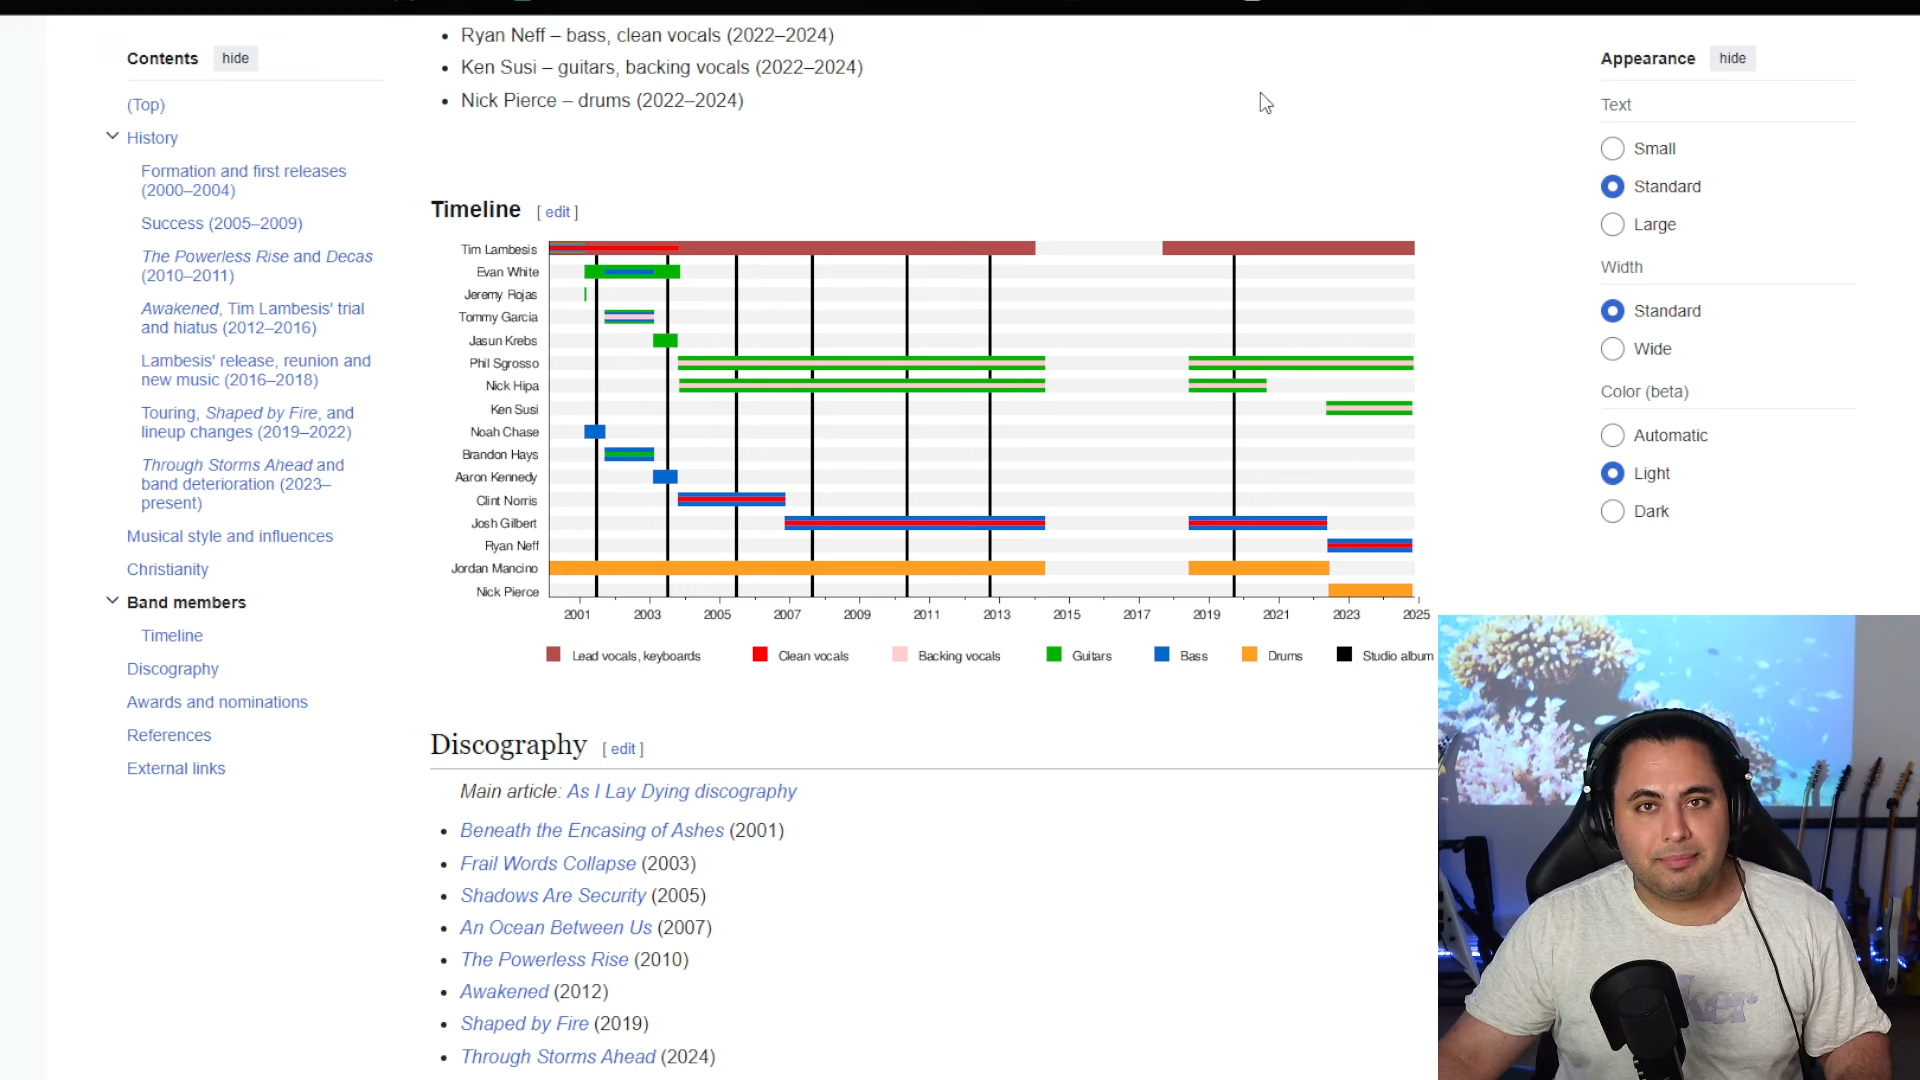 Contents hide
(Top)
History
Formation and first releases
(2000–2004)
Success (2005–2009)
The Powerless Rise and Decas
(2010–2011)
Awakened, Tim Lambesis' trial
and hiatus (2012–2016)
Lambesis' release, reunion and
new music (2016–2018)
Touring, Shaped by Fire, and
lineup changes (2019–2022)
Through Storms Ahead and
band deterioration (2023–
present)
Musical style and influences
Christianity
Band members
Timeline
Discography
Awards and nominations
References
External links
Ryan Neff – bass, clean vocals (2022–2024)
Ken Susi – guitars, backing vocals (2022–2024)
Nick Pierce – drums (2022–2024)
Timeline [ edit ]
Tim Lambesis
Evan White
Jeremy Rojas
Tommy Garcia
Jasun Krebs
Phil Sgrosso
Nick Hipa
Ken Susi
Noah Chase
Brandon Hays
Aaron Kennedy
Clint Norris
Josh Gilbert
Ryan Neff
Jordan Mancino
Nick Pierce
2001 2003 2005 2007 2009 2011 2013 2015 2017 2019 2021 2023 2025
Lead vocals, keyboards Clean vocals Backing vocals Guitars Bass Drums Studio album
Discography [ edit ]
Main article: As I Lay Dying discography
Beneath the Encasing of Ashes (2001)
Frail Words Collapse (2003)
Shadows Are Security (2005)
An Ocean Between Us (2007)
The Powerless Rise (2010)
Awakened (2012)
Shaped by Fire (2019)
Through Storms Ahead (2024)
Appearance hide
Text
Small
Standard
Large
Width
Standard
Wide
Color (beta)
Automatic
Light
Dark